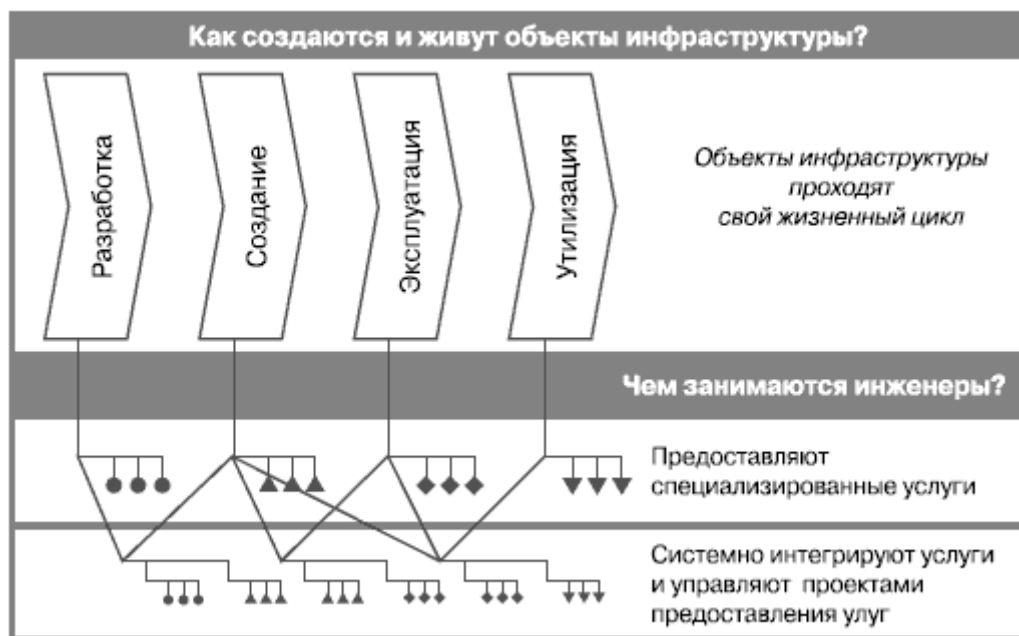 Как создаются и живут объекты инфраструктуры?
Разработка
Создание
Эксплуатация
Утилизация
Объекты инфраструктуры
проходят
свой жизненный цикл
Чем занимаются инженеры?
Предоставляют
специализированные услуги
Системно интегрируют услуги
и управляют проектами
предоставления улуг